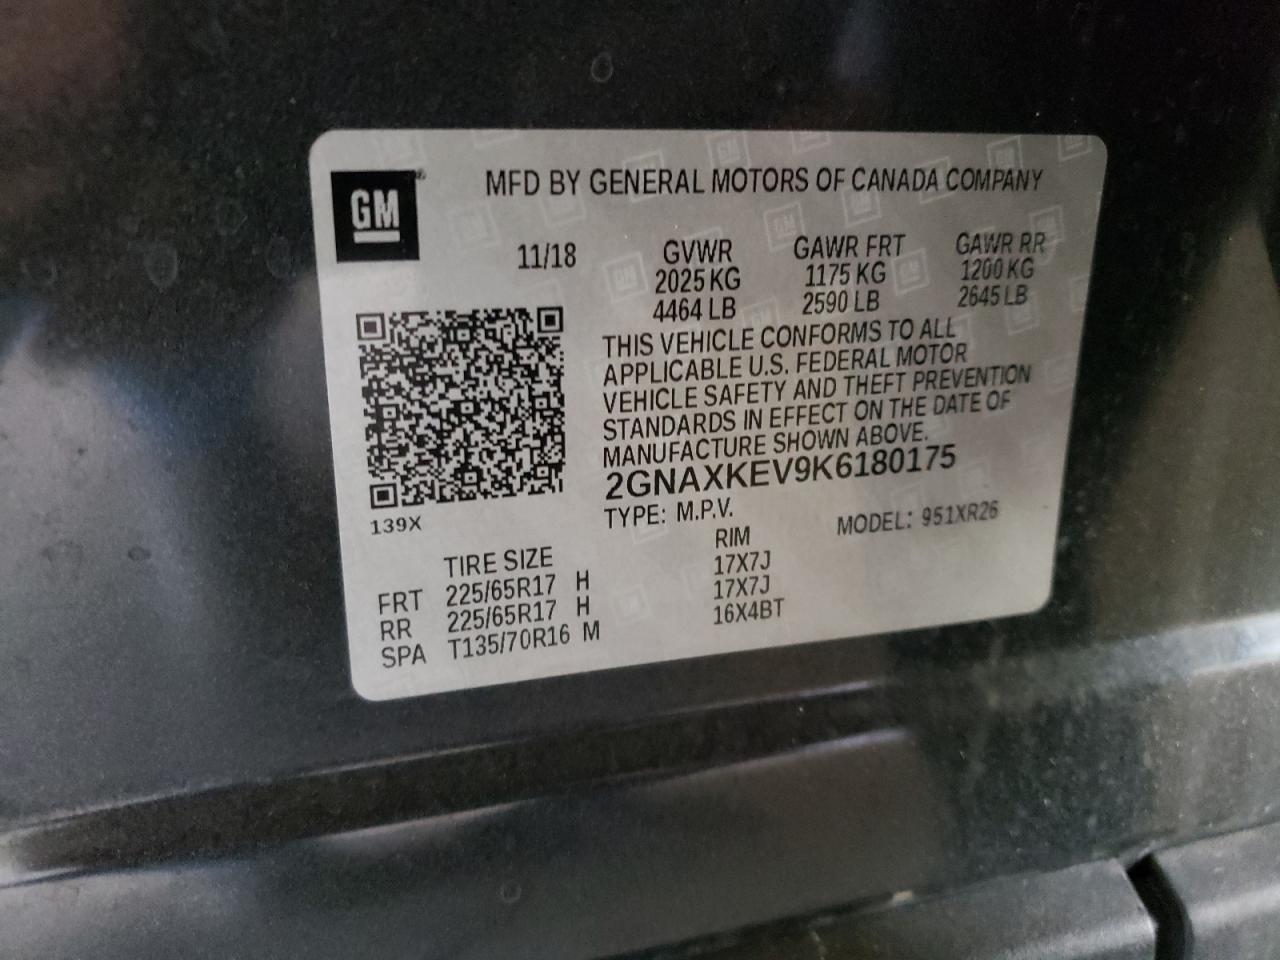 GM
MFD BY GENERAL MOTORS OF CANADA COMPANY
11/18 GVWR GAWR FRT GAWR RR
2025 KG 1175 KG 1200 KG
4464 LB 2590 LB 2645 LB
THIS VEHICLE CONFORMS TO ALL
APPLICABLE U.S. FEDERAL MOTOR
VEHICLE SAFETY AND THEFT PREVENTION
STANDARDS IN EFFECT ON THE DATE OF
MANUFACTURE SHOWN ABOVE.
2GNAXKEV9K6180175
TYPE: M.P.V. MODEL: 951XR26
139X
TIRE SIZE RIM
FRT 225/65R17 H 17X7J
RR 225/65R17 H 17X7J
SPA T135/70R16 M 16X4BT